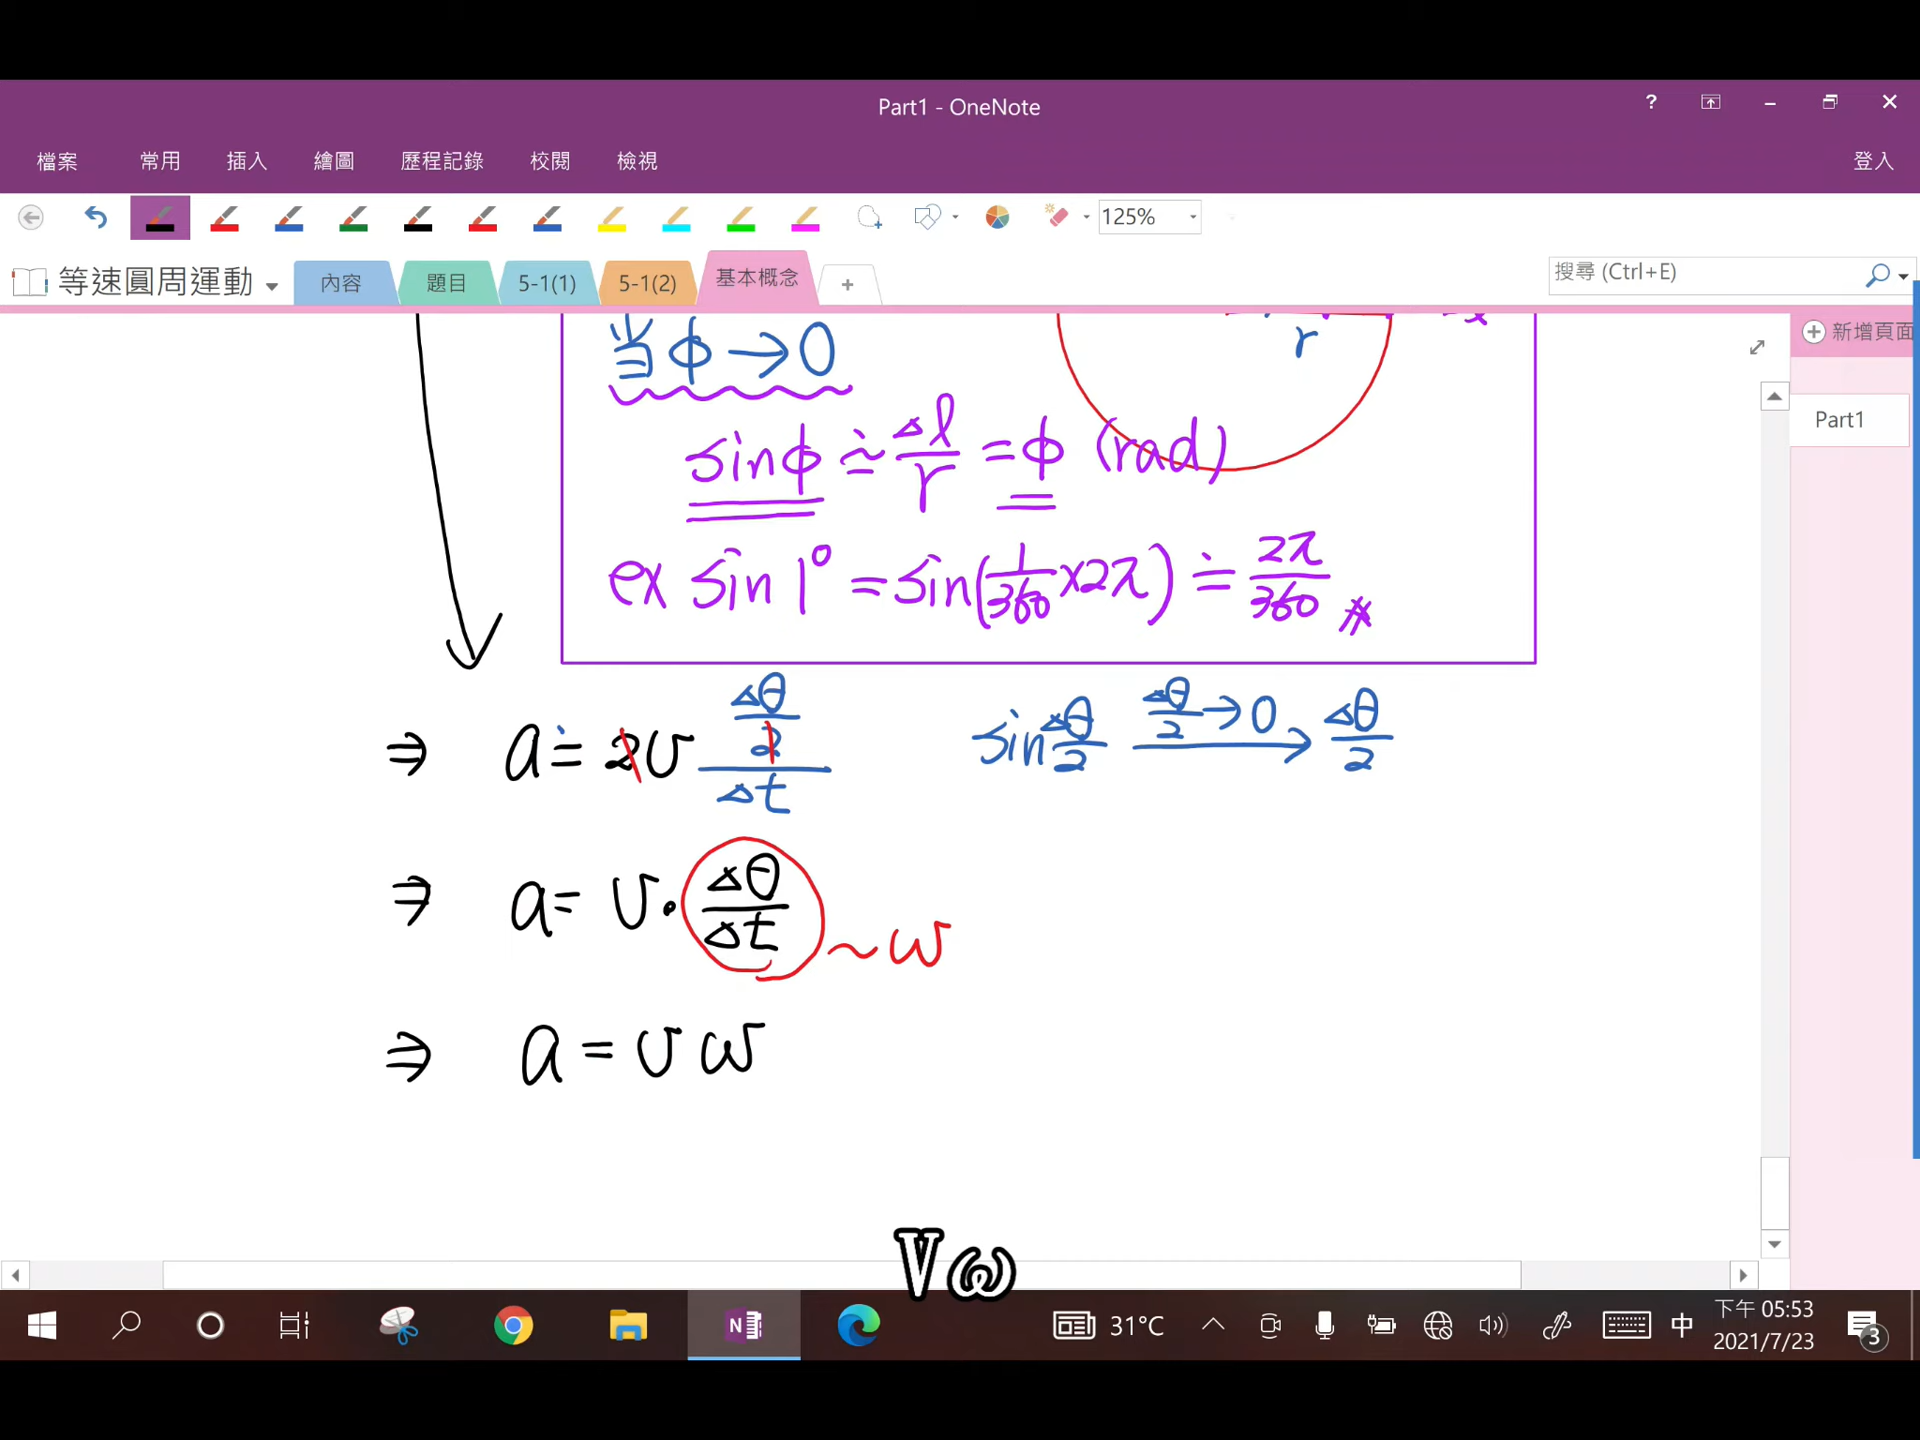 Part1 - OneNote
?
檔案 常用 插入 繪圖 歷程記錄 校閱 檢視 登入
125%
等速圓周運動 內容 題目 5-1(1) 5-1(2) 基本概念 +
搜尋 (Ctrl+E)
新增頁面
Part1
r
当 ϕ → 0
sinϕ ≈ Δl/r = ϕ (rad)
ex sin 1° = sin(1/360 × 2π) ≐ 2π/360 #
⇒ a ≐ 2v (Δθ/2)/Δt
sin Δθ/2 Δθ/2 → 0 Δθ/2
⇒ a = v · Δθ/Δt ~ ω
⇒ a = v ω
Vω
31°C
中
下午 05:53
2021/7/23
3